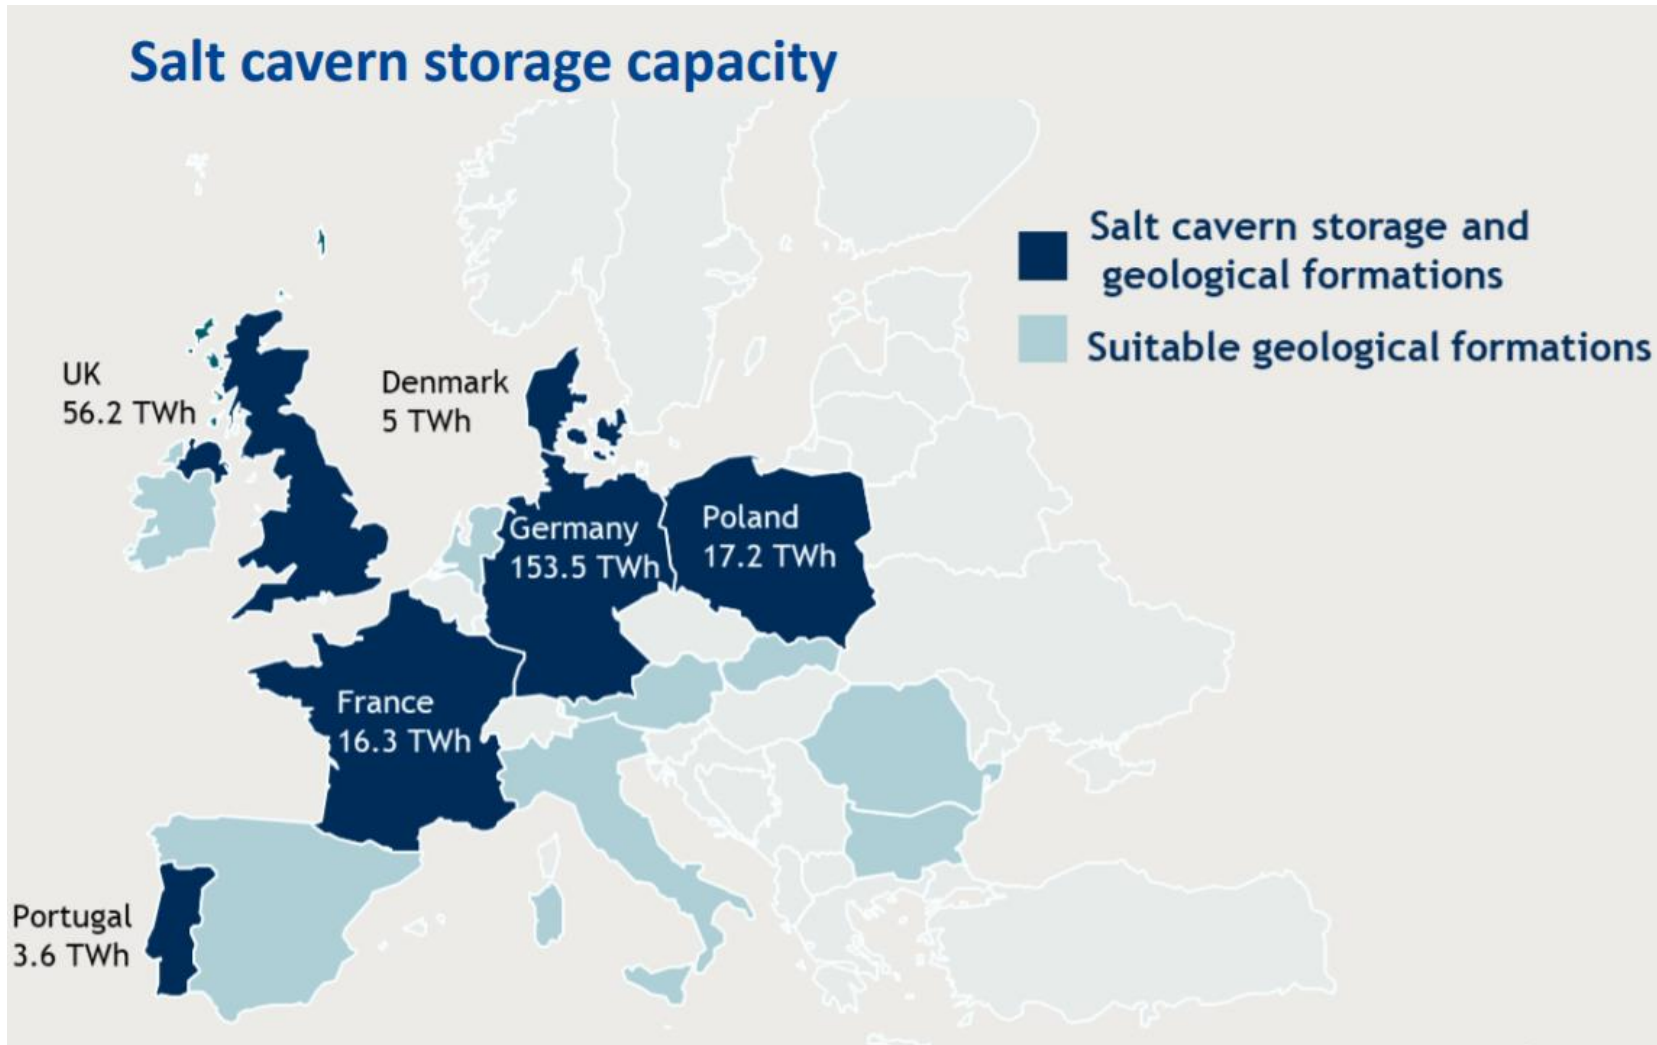 Salt cavern storage capacity
Salt cavern storage and
geological formations
Suitable geological formations
UK
56.2 TWh
Denmark
5 TWh
Germany
153.5 TWh
Poland
17.2 TWh
France
16.3 TWh
Portugal
3.6 TWh